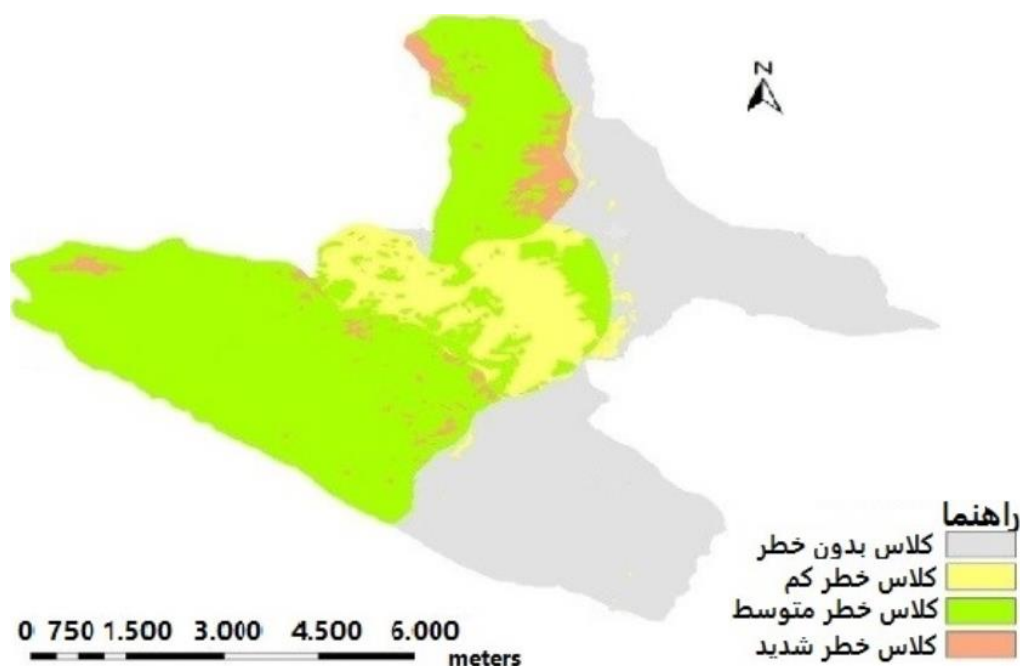 N
راهنما
کلاس بدون خطر
کلاس خطر کم
کلاس خطر متوسط
کلاس خطر شدید
0 750 1.500 3.000 4.500 6.000
meters